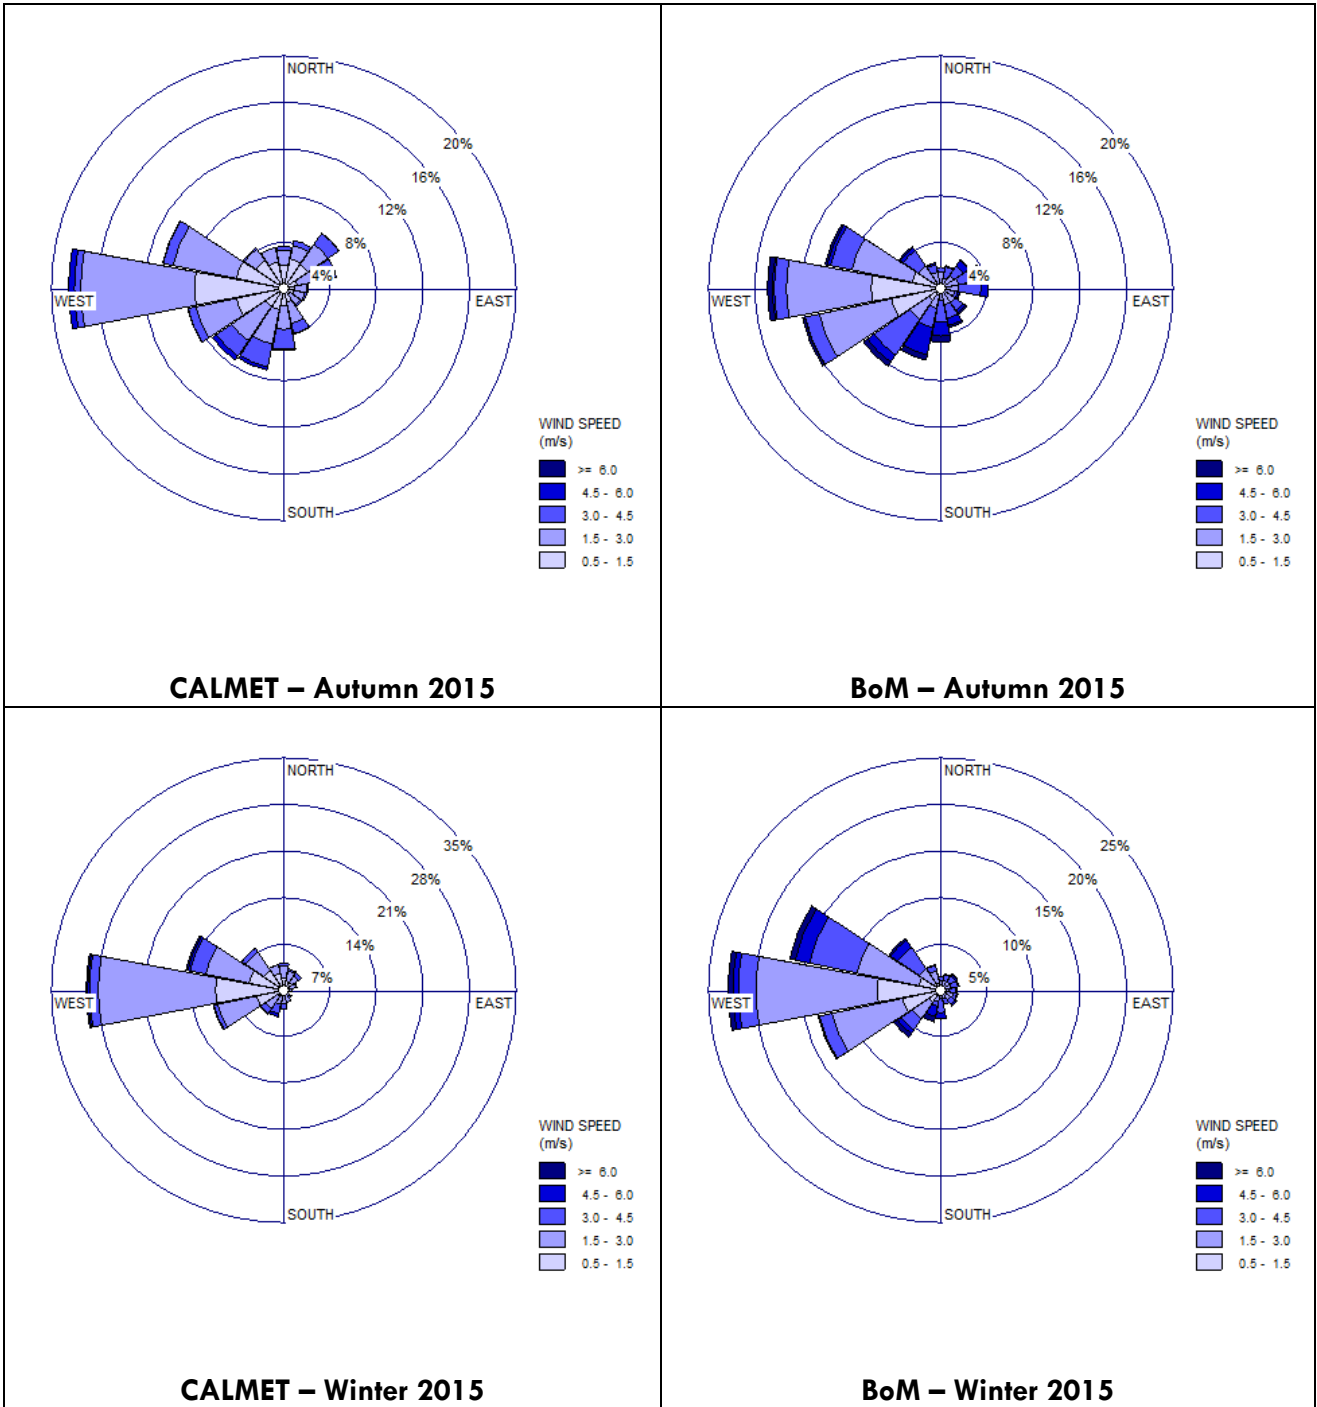 NORTH
20%
16%
12%
8%
4%
WEST
EAST
SOUTH
WIND SPEED
(m/s)
>= 6.0
4.5 - 6.0
3.0 - 4.5
1.5 - 3.0
0.5 - 1.5
CALMET – Autumn 2015
NORTH
20%
16%
12%
8%
4%
WEST
EAST
SOUTH
WIND SPEED
(m/s)
>= 6.0
4.5 - 6.0
3.0 - 4.5
1.5 - 3.0
0.5 - 1.5
BoM – Autumn 2015
NORTH
35%
28%
21%
14%
7%
WEST
EAST
SOUTH
WIND SPEED
(m/s)
>= 6.0
4.5 - 6.0
3.0 - 4.5
1.5 - 3.0
0.5 - 1.5
CALMET – Winter 2015
NORTH
25%
20%
15%
10%
5%
WEST
EAST
SOUTH
WIND SPEED
(m/s)
>= 6.0
4.5 - 6.0
3.0 - 4.5
1.5 - 3.0
0.5 - 1.5
BoM – Winter 2015